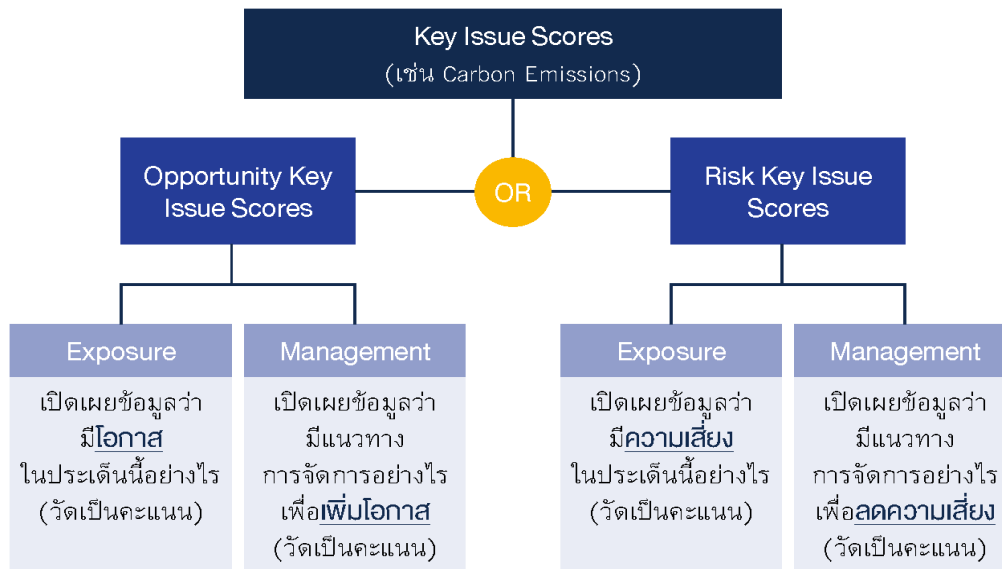 Key Issue Scores
(เช่น Carbon Emissions)
Opportunity Key
Issue Scores
OR
Risk Key Issue
Scores
Exposure
เปิดเผยข้อมูลว่า
มีโอกาส
ในประเด็นนี้อย่างไร
(วัดเป็นคะแนน)
Management
เปิดเผยข้อมูลว่า
มีแนวทาง
การจัดการอย่างไร
เพื่อเพิ่มโอกาส
(วัดเป็นคะแนน)
Exposure
เปิดเผยข้อมูลว่า
มีความเสี่ยง
ในประเด็นนี้อย่างไร
(วัดเป็นคะแนน)
Management
เปิดเผยข้อมูลว่า
มีแนวทาง
การจัดการอย่างไร
เพื่อลดความเสี่ยง
(วัดเป็นคะแนน)